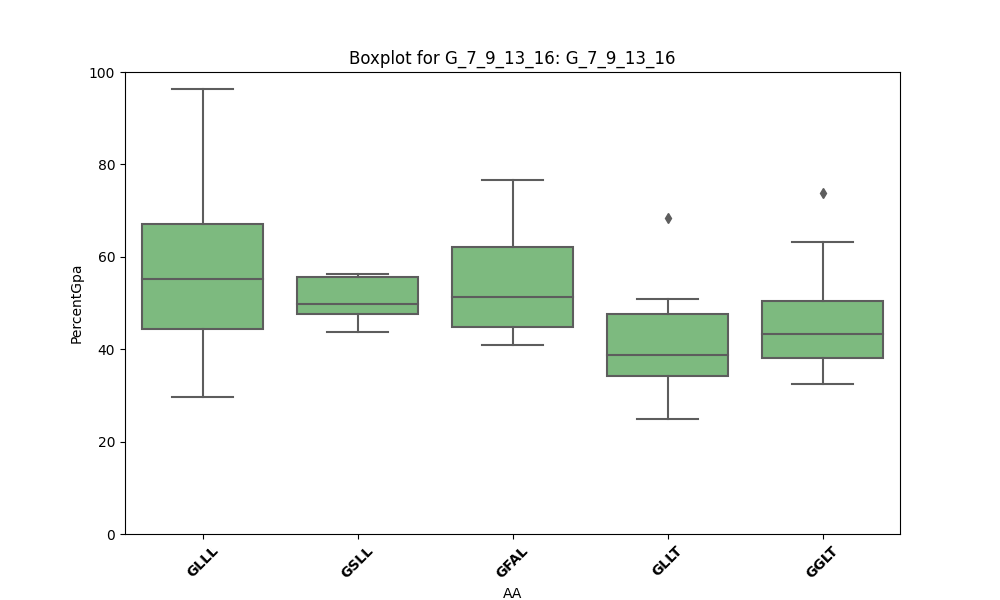 Boxplot for G_7_9_13_16: G_7_9_13_16
PercentGpa
100
80
60
40
20
0
GLLL
GSLL
GFAL
GLLT
GGLT
AA